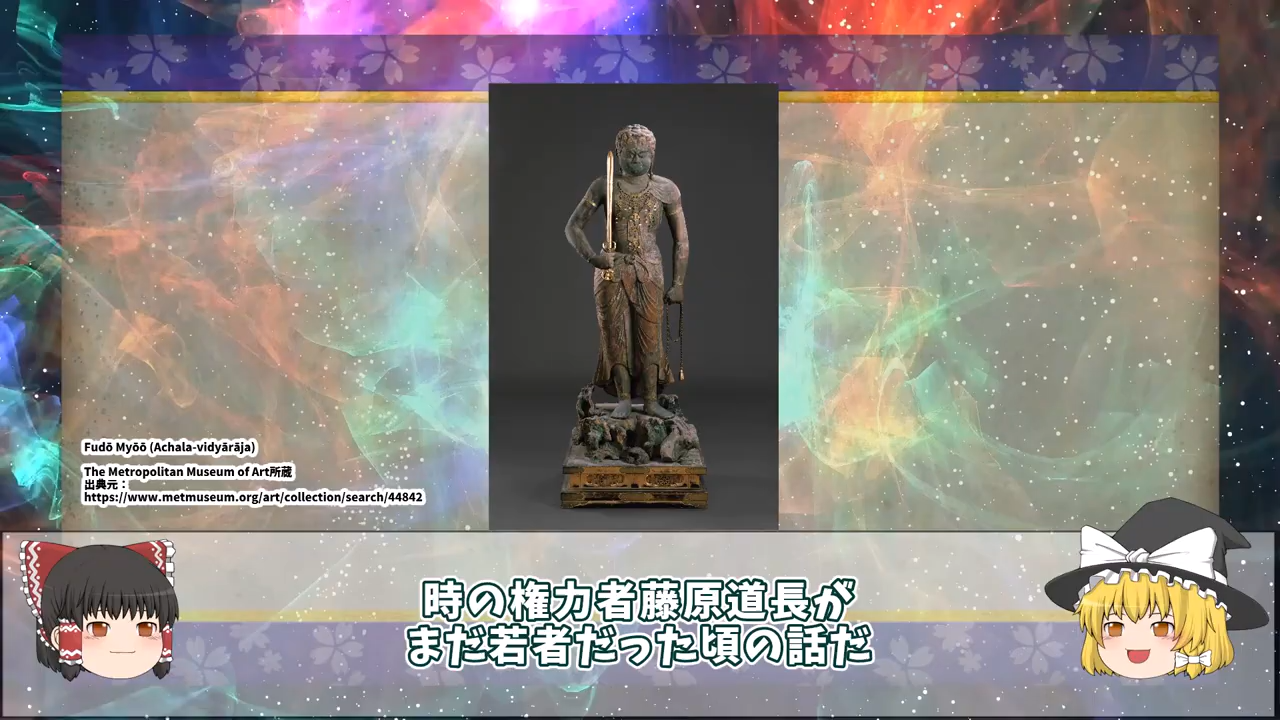 Fudō Myōō (Achala-vidyārāja)
The Metropolitan Museum of Art所蔵
出典元：
https://www.metmuseum.org/art/collection/search/44842
時の権力者藤原道長が
まだ若者だった頃の話だ